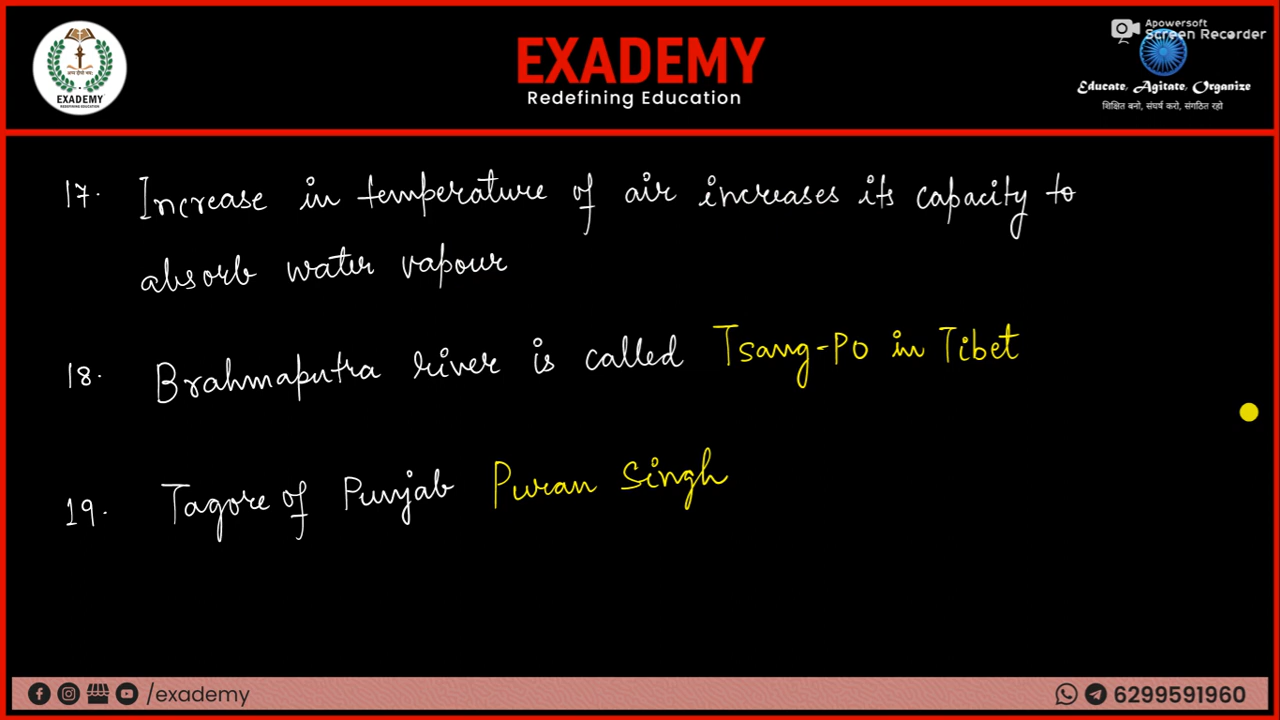 EXADEMY
REDEFINING EDUCATION
EXADEMY
Redefining Education
Apowersoft
Screen Recorder
Educate, Agitate, Organize
शिक्षित बनो, संघर्ष करो, संगठित रहो
17. Increase in temperature of air increases its capacity to
absorb water vapour
18. Brahmaputra river is called Tsang-Po in Tibet
19. Tagore of Punjab Puran Singh
/exademy
6299591960